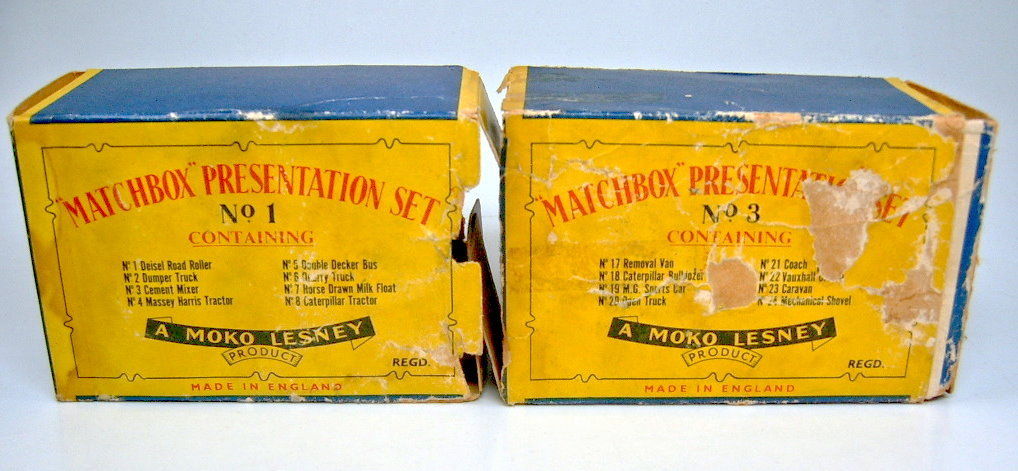 "MATCHBOX" PRESENTATION SET
Nº 1
CONTAINING
Nº 1 Deisel Road Roller
Nº 2 Dumper Truck
Nº 3 Cement Mixer
Nº 4 Massey Harris Tractor
Nº 5 Double Decker Bus
Nº 6 Quarry Truck
Nº 7 Horse Drawn Milk Float
Nº 8 Caterpillar Tractor
A MOKO LESNEY
PRODUCT
REGD.
MADE IN ENGLAND
"MATCHBOX" PRESENTATION SET
Nº 3
CONTAINING
Nº 17 Removal Van
Nº 18 Caterpillar Bulldozer
Nº 19 M.G. Sports Car
Nº 20 Open Truck
Nº 21 Coach
Nº 22 Vauxhall
Nº 23 Caravan
Nº 24 Mechanical Shovel
A MOKO LESNEY
PRODUCT
REGD.
MADE IN ENGLAND